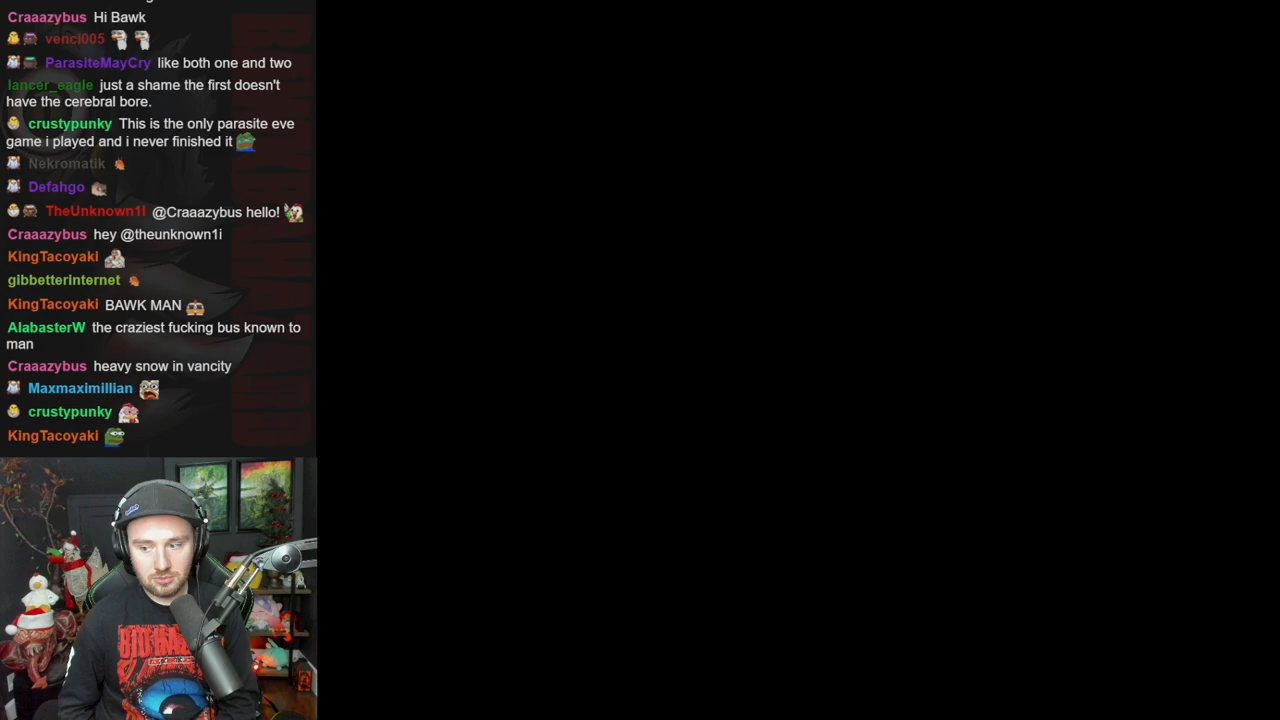 Craaazybus Hi Bawk
venci005
ParasiteMayCry like both one and two
lancer_eagle just a shame the first doesn't
have the cerebral bore.
crustypunky This is the only parasite eve
game i played and i never finished it
Nekromatik
Defahgo
TheUnknown1I @Craaazybus hello!
Craaazybus hey @theunknown1i
KingTacoyaki
gibbetterinternet
KingTacoyaki BAWK MAN
AlabasterW the craziest fucking bus known to
man
Craaazybus heavy snow in vancity
Maxmaximillian
crustypunky
KingTacoyaki